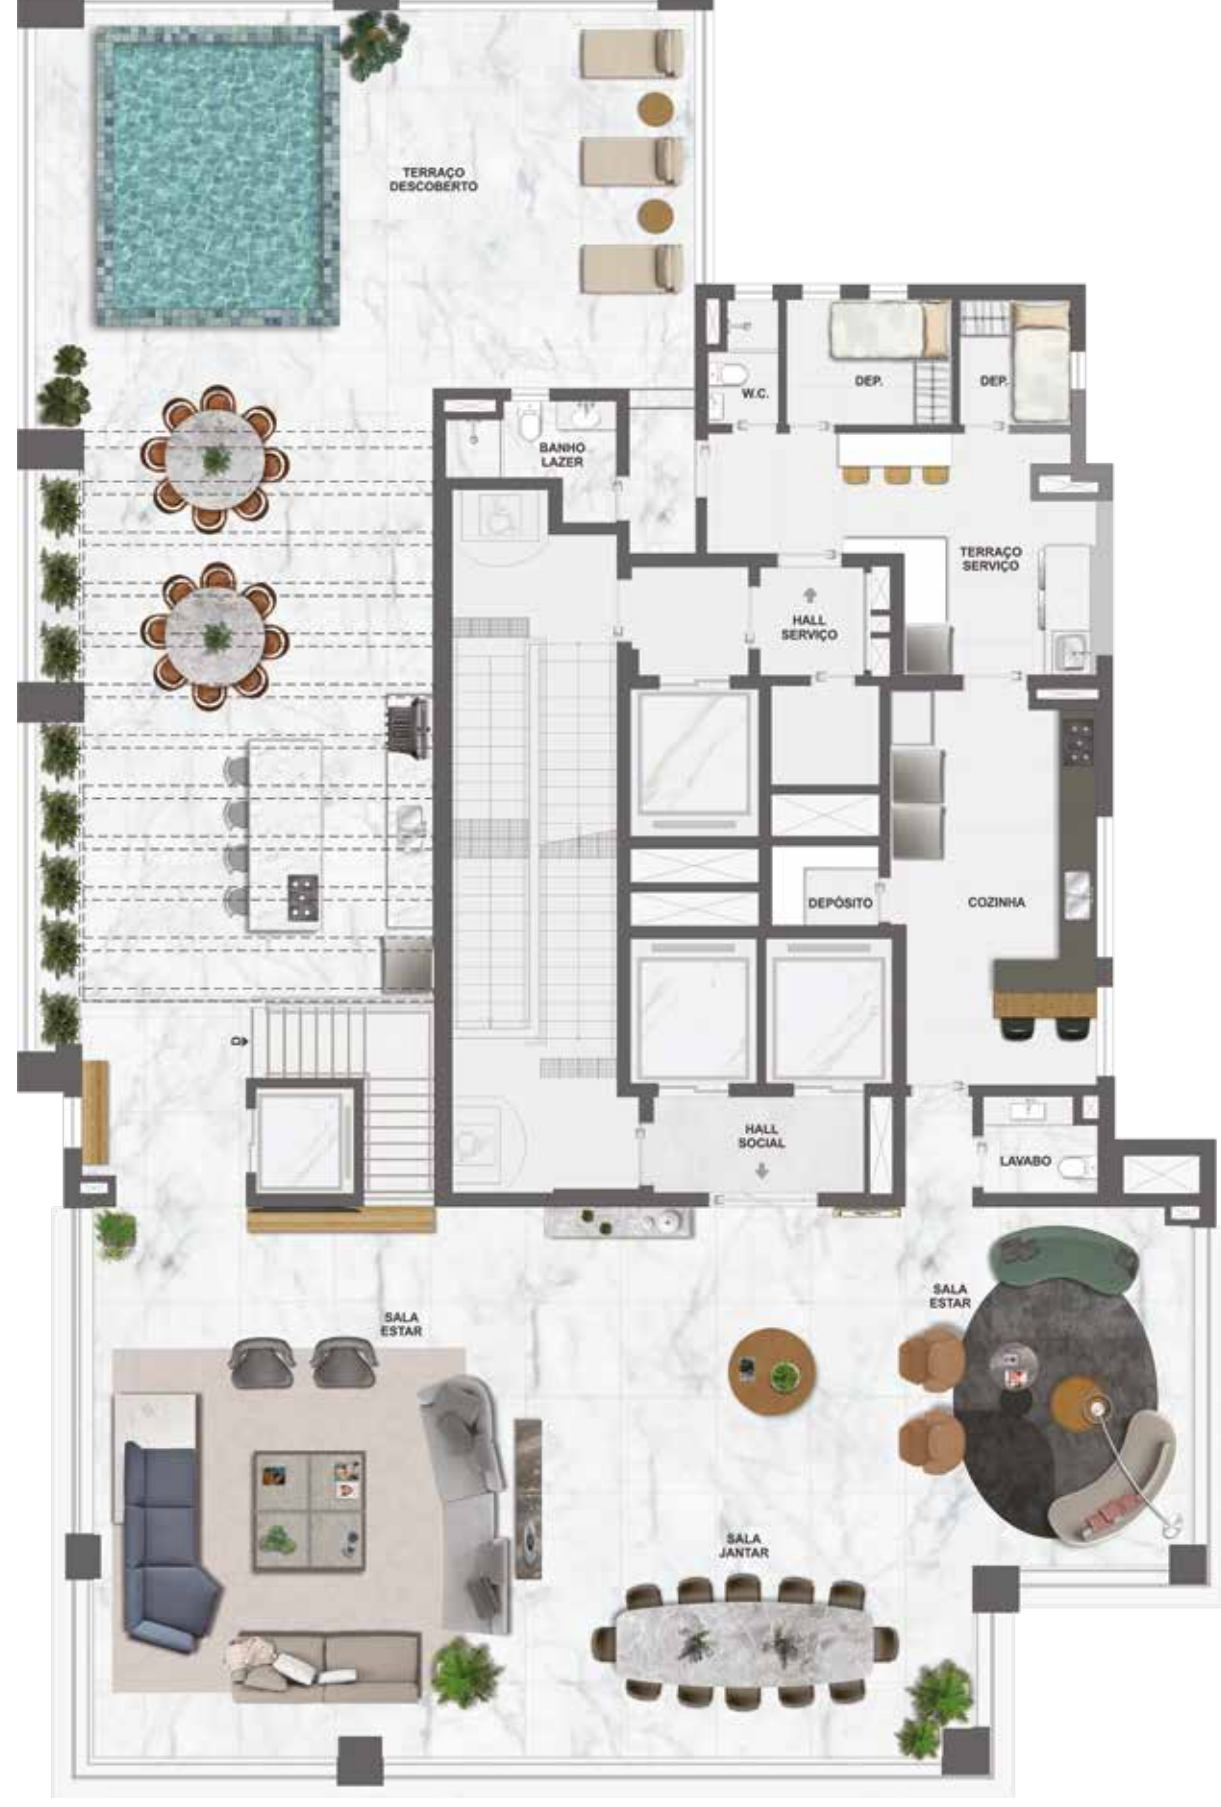 TERRAÇO
DESCOBERTO
W.C.
DEP.
DEP.
BANHO
LAZER
TERRAÇO
SERVIÇO
HALL
SERVIÇO
DEPÓSITO
COZINHA
D
HALL
SOCIAL
LAVABO
SALA
ESTAR
SALA
ESTAR
SALA
JANTAR